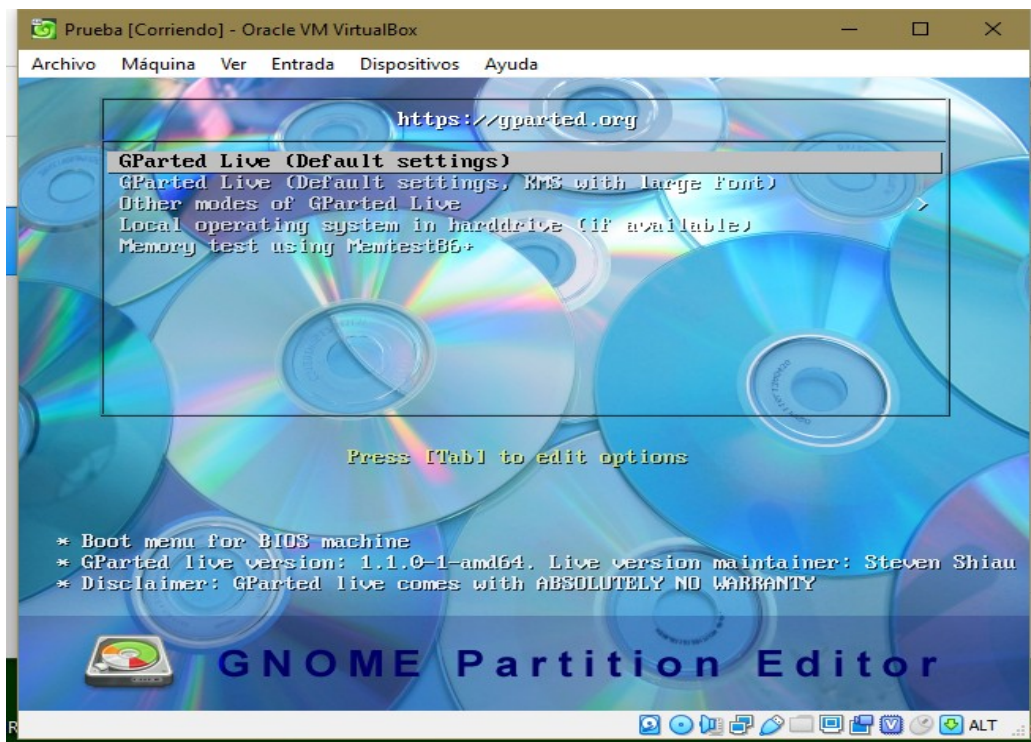 Prueba [Corriendo] - Oracle VM VirtualBox
Archivo Máquina Ver Entrada Dispositivos Ayuda
https://gparted.org
GParted Live (Default settings)
GParted Live (Default settings, KMS with large font)
Other modes of GParted Live >
Local operating system in harddrive (if available)
Memory test using Memtest86+
Press [Tab] to edit options
* Boot menu for BIOS machine
* GParted live version: 1.1.0-1-amd64. Live version maintainer: Steven Shiau
* Disclaimer: GParted live comes with ABSOLUTELY NO WARRANTY
GNOME Partition Editor
ALT